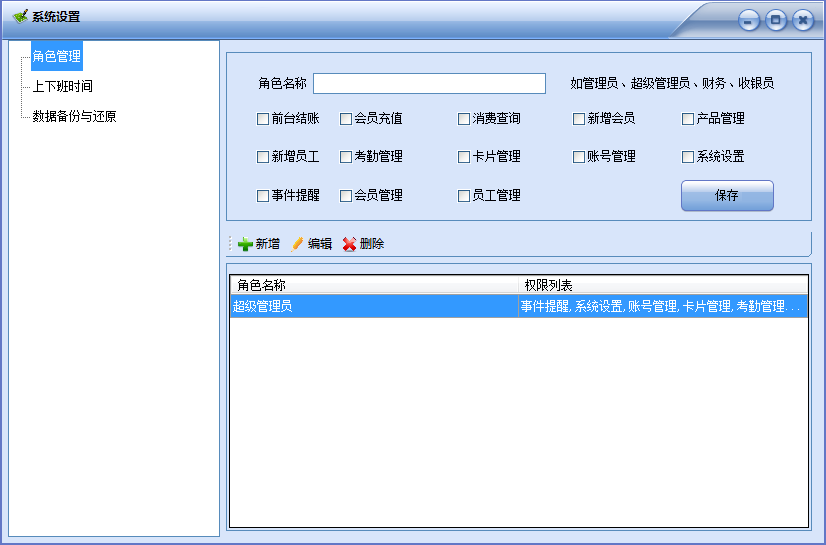 系统设置
角色管理
上下班时间
数据备份与还原
角色名称 如管理员、超级管理员、财务、收银员
前台结账 会员充值 消费查询 新增会员 产品管理
新增员工 考勤管理 卡片管理 账号管理 系统设置
事件提醒 会员管理 员工管理 保存
新增 编辑 删除
角色名称 权限列表
超级管理员 事件提醒,系统设置,账号管理,卡片管理,考勤管理...